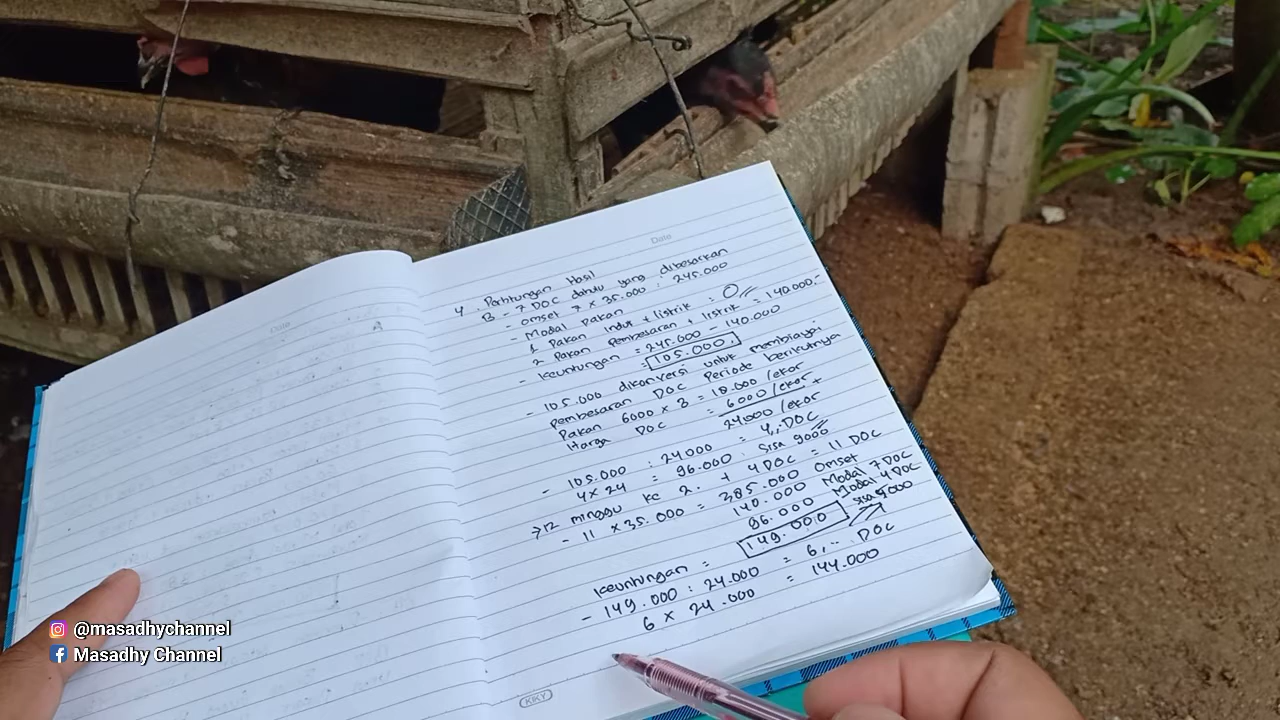 Date
Date
4. Perhitungan Hasil
B - 7 DOC dahulu yang dibesarkan
- omset 7 x 35.000 : 245.000
- Modal pakan
1 Pakan induk + listrik : 0
2 Pakan Pembesaran + listrik = 140.000,-
- Keuntungan = 245.000 - 140.000
= 105.000,
- 105.000 dikonversi untuk membiayai
pembesaran DOC Periode berikutnya
Pakan 6000 x 3 = 18.000 /ekor
Harga DOC = 6000 /ekor +
24000 /ekor
- 105.000 : 24000 = 4,. DOC
4 x 24 = 96.000 sisa 9000
> 12 minggu ke 2. 7 + 4 DOC = 11 DOC
- 11 x 35.000 = 385.000 Omset
140.000 Modal 7 DOC
96.000 Modal 4 DOC
Keuntungan = 149.000 sisa 9000
- 149.000 : 24.000 = 6,.. DOC
6 x 24.000 = 144.000
KIKY
@masadhychannel
Masadhy Channel